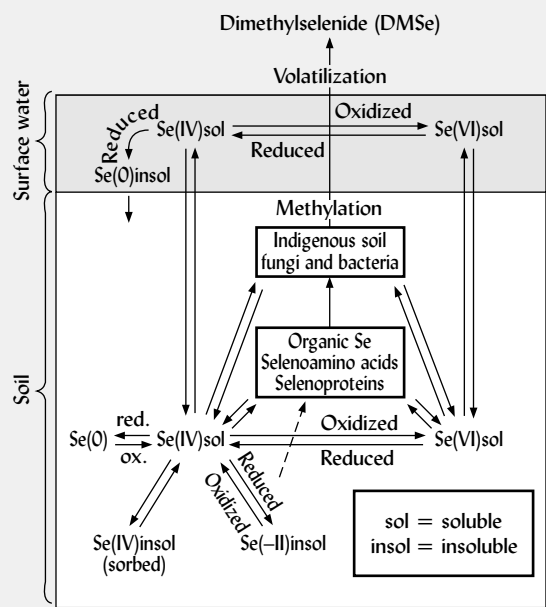 Dimethylselenide (DMSe)
Volatilization
Surface water
Reduced
Se(IV)sol
Oxidized
Reduced
Se(VI)sol
Se(0)insol
Methylation
Indigenous soil
fungi and bacteria
Organic Se
Selenoamino acids
Selenoproteins
Soil
Se(0)
red.
ox.
Se(IV)sol
Oxidized
Reduced
Se(VI)sol
Reduced
Oxidized
Se(IV)insol
(sorbed)
Se(–II)insol
sol = soluble
insol = insoluble